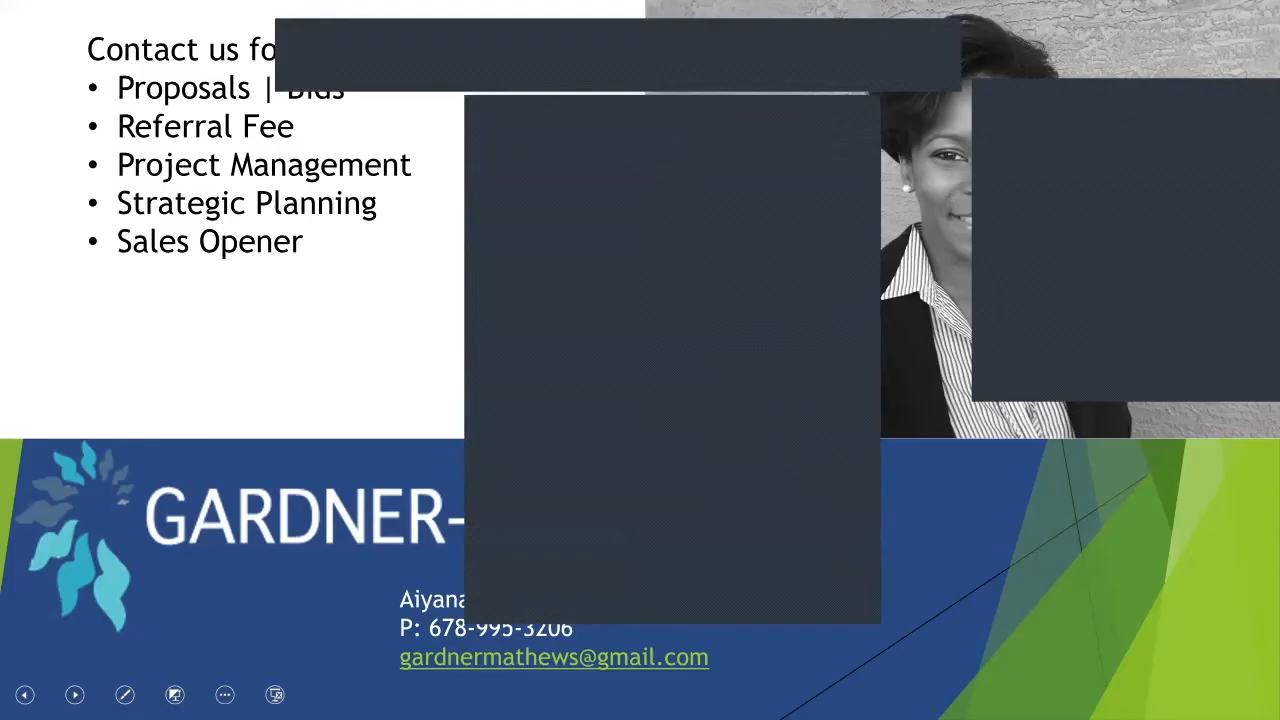 Contact us fo
• Proposals | Bids
• Referral Fee
• Project Management
• Strategic Planning
• Sales Opener
GARDNER-
Aiyana
P: 678-995-3206
gardnermathews@gmail.com